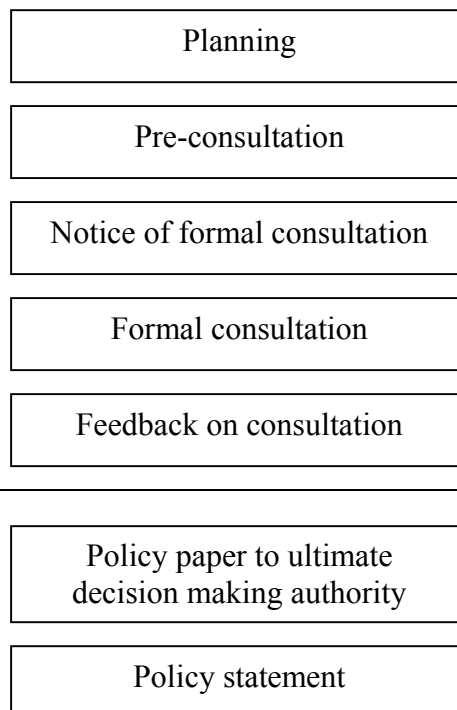 Planning
Pre-consultation
Notice of formal consultation
Formal consultation
Feedback on consultation
Policy paper to ultimate
decision making authority
Policy statement